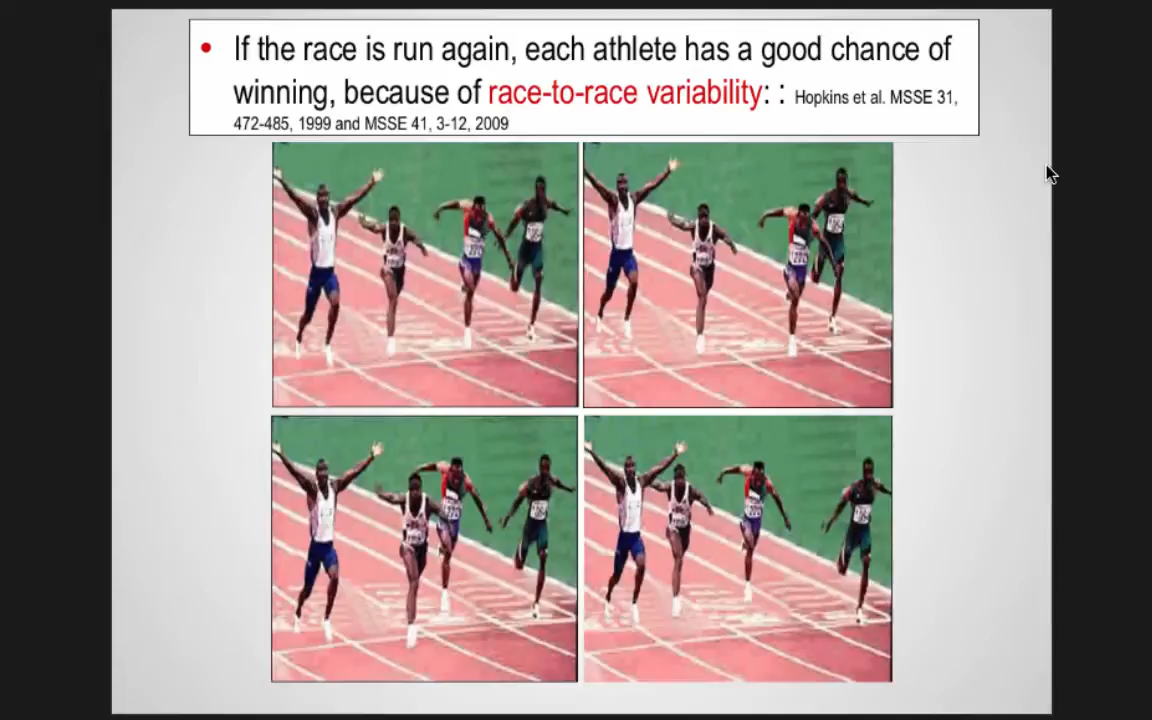 • If the race is run again, each athlete has a good chance of
winning, because of race-to-race variability: : Hopkins et al. MSSE 31,
472-485, 1999 and MSSE 41, 3-12, 2009